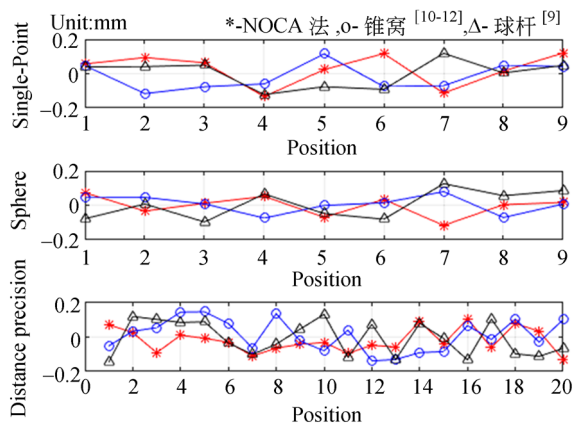 Unit:mm
*-NOCA 法 ,o- 锥窝 [10-12],Δ- 球杆 [9]
Single-Point
0.2
0
−0.2
1 2 3 4 5 6 7 8 9
Position
Sphere
0.2
0
−0.2
1 2 3 4 5 6 7 8 9
Position
Distance precision
0.2
0
−0.2
0 2 4 6 8 10 12 14 16 18 20
Position